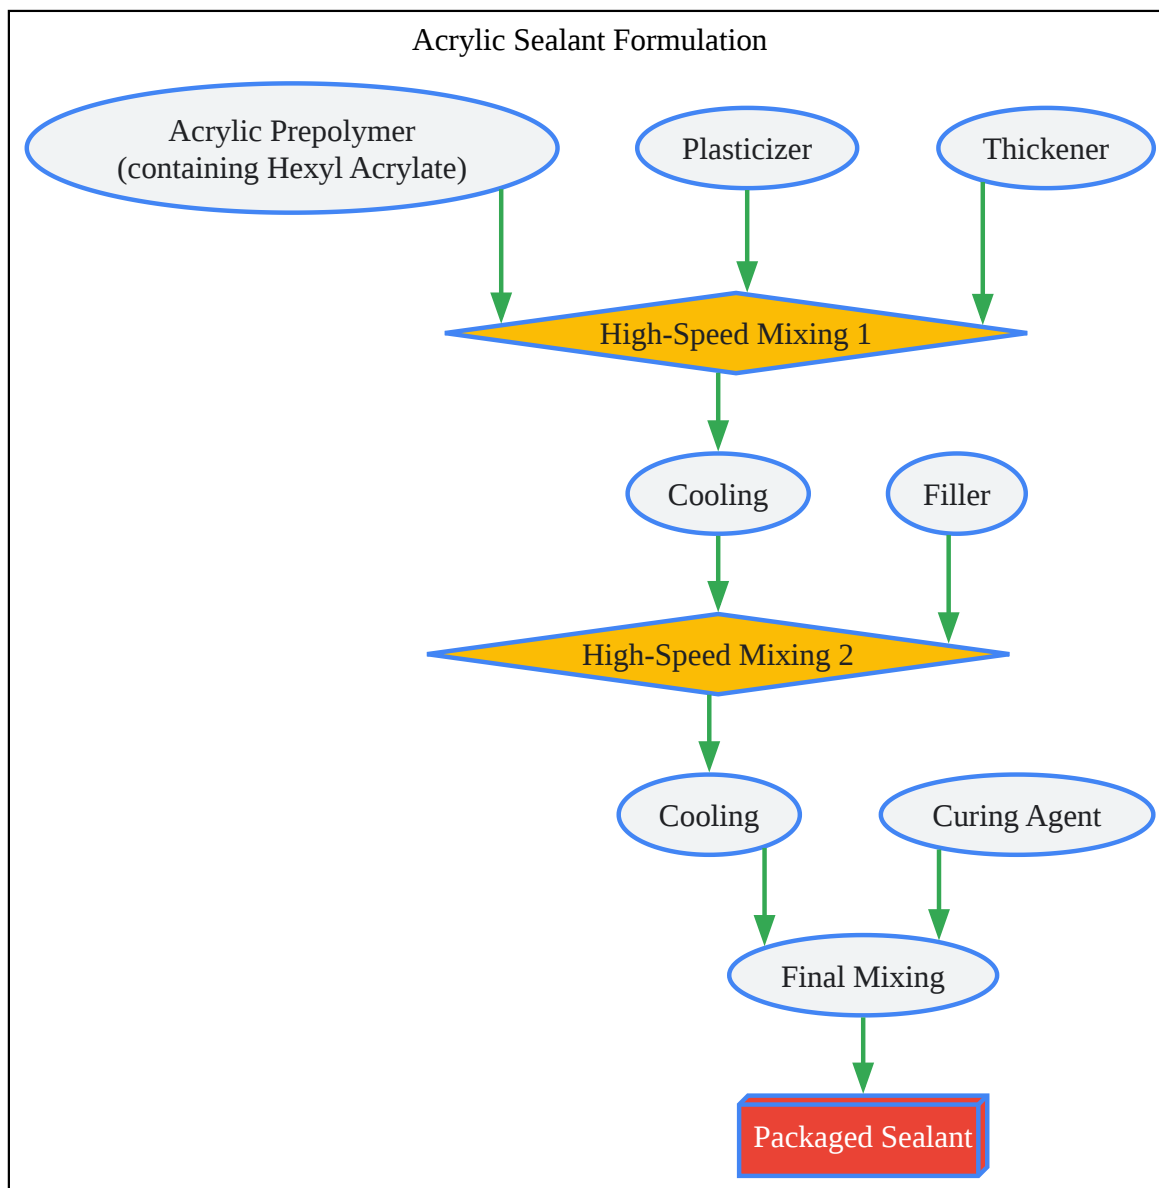 Acrylic Sealant Formulation
Acrylic Prepolymer
(containing Hexyl Acrylate)
Plasticizer
Thickener
High-Speed Mixing 1
Cooling
Filler
High-Speed Mixing 2
Cooling
Curing Agent
Final Mixing
Packaged Sealant